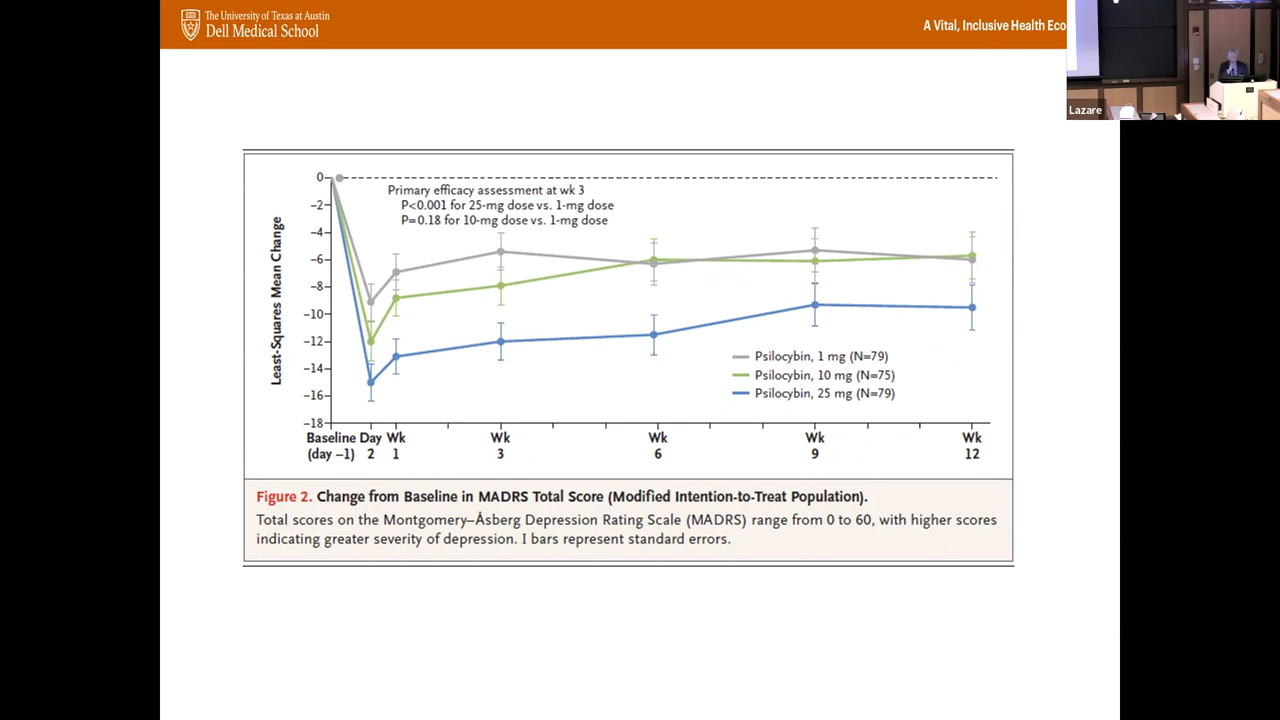 The University of Texas at Austin
Dell Medical School
A Vital, Inclusive Health Eco
Lazare
Primary efficacy assessment at wk 3
P<0.001 for 25-mg dose vs. 1-mg dose
P=0.18 for 10-mg dose vs. 1-mg dose
Least-Squares Mean Change
0
−2
−4
−6
−8
−10
−12
−14
−16
−18
Psilocybin, 1 mg (N=79)
Psilocybin, 10 mg (N=75)
Psilocybin, 25 mg (N=79)
Baseline Day Wk Wk Wk Wk Wk
(day −1) 2 1 3 6 9 12
Figure 2. Change from Baseline in MADRS Total Score (Modified Intention-to-Treat Population).
Total scores on the Montgomery–Åsberg Depression Rating Scale (MADRS) range from 0 to 60, with higher scores
indicating greater severity of depression. I bars represent standard errors.